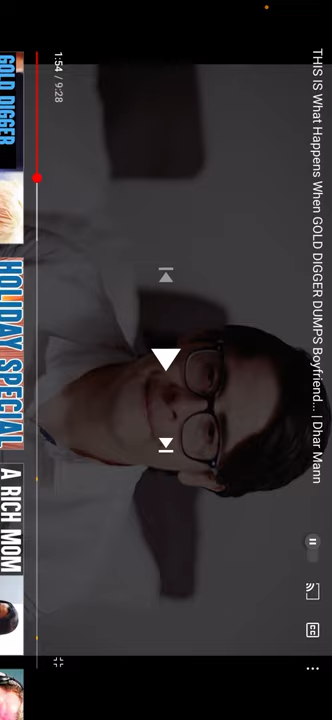 THIS IS What Happens When GOLD DIGGER DUMPS Boyfriend... | Dhar Mann
CC
1:54 / 9:28
GOLD DIGGER
HOLIDAY SPECIAL
A RICH MOM